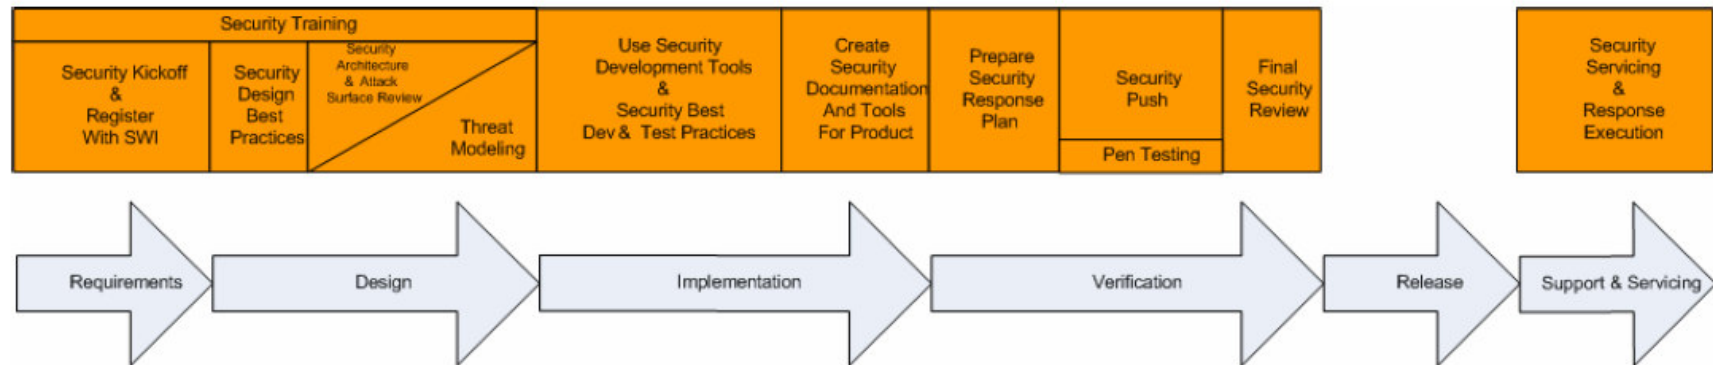 Security Training
Security Kickoff
&
Register
With SWI
Security
Design
Best
Practices
Security
Architecture
& Attack
Surface Review
Threat
Modeling
Use Security
Development Tools
&
Security Best
Dev & Test Practices
Create
Security
Documentation
And Tools
For Product
Prepare
Security
Response
Plan
Security
Push
Pen Testing
Final
Security
Review
Security
Servicing
&
Response
Execution
Requirements
Design
Implementation
Verification
Release
Support & Servicing